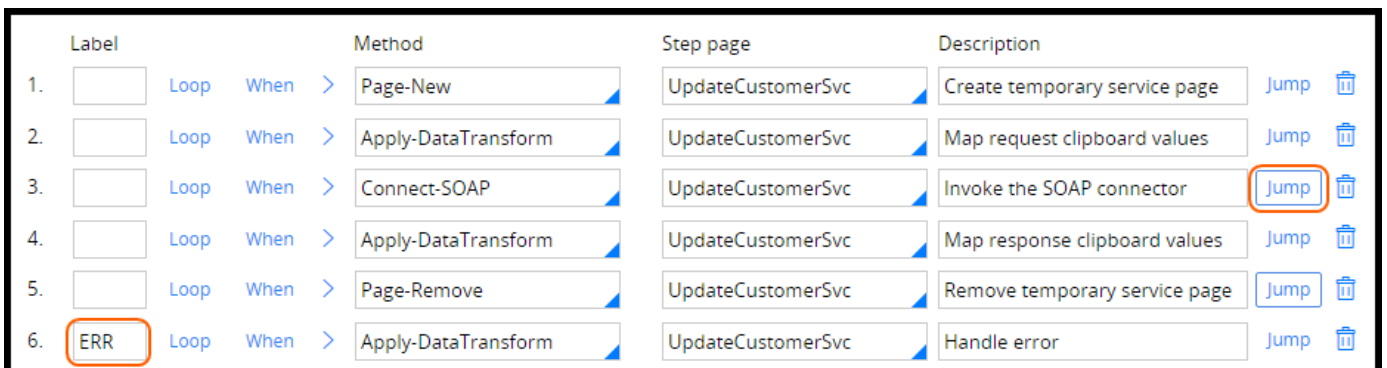 Label Method Step page Description
1. Loop When > Page-New UpdateCustomerSvc Create temporary service page Jump
2. Loop When > Apply-DataTransform UpdateCustomerSvc Map request clipboard values Jump
3. Loop When > Connect-SOAP UpdateCustomerSvc Invoke the SOAP connector Jump
4. Loop When > Apply-DataTransform UpdateCustomerSvc Map response clipboard values Jump
5. Loop When > Page-Remove UpdateCustomerSvc Remove temporary service page Jump
6. ERR Loop When > Apply-DataTransform UpdateCustomerSvc Handle error Jump